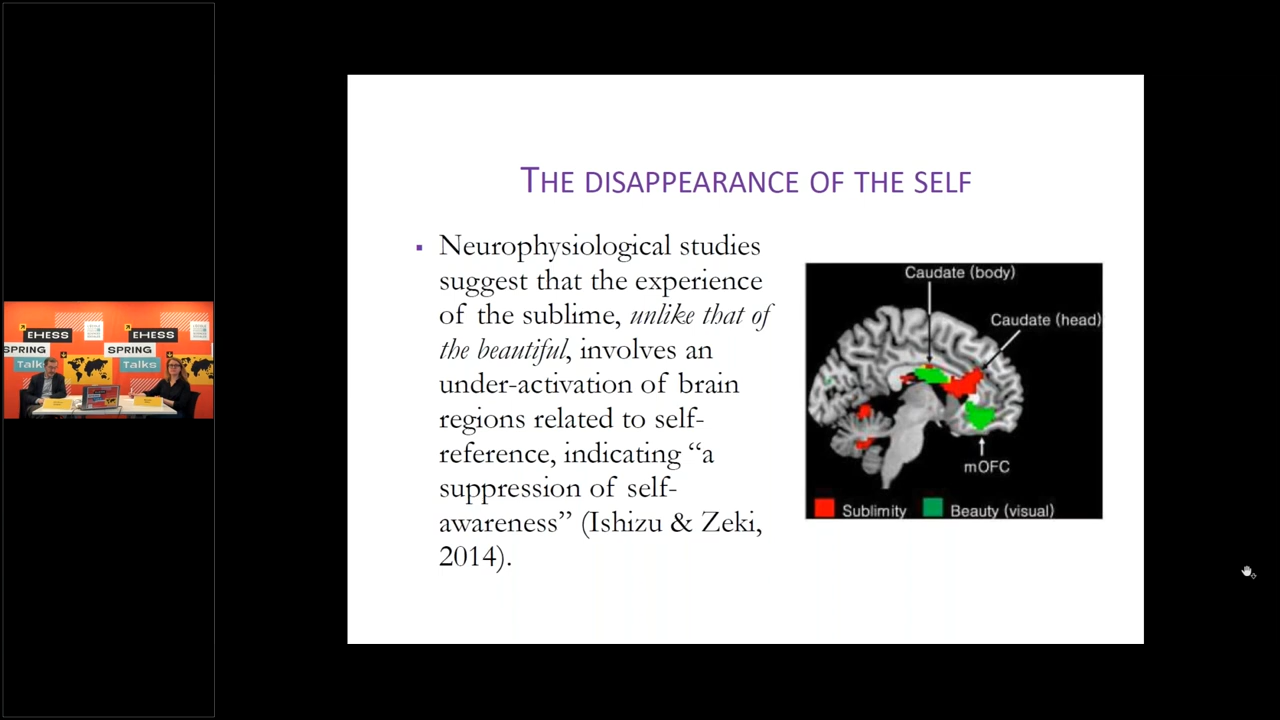 THE DISAPPEARANCE OF THE SELF
▪ Neurophysiological studies
suggest that the experience
of the sublime, unlike that of
the beautiful, involves an
under-activation of brain
regions related to self-
reference, indicating “a
suppression of self-
awareness” (Ishizu & Zeki,
2014).
Caudate (body)
Caudate (head)
mOFC
Sublimity
Beauty (visual)
EHESS
EHESS
SPRING
SPRING
Talks
Talks